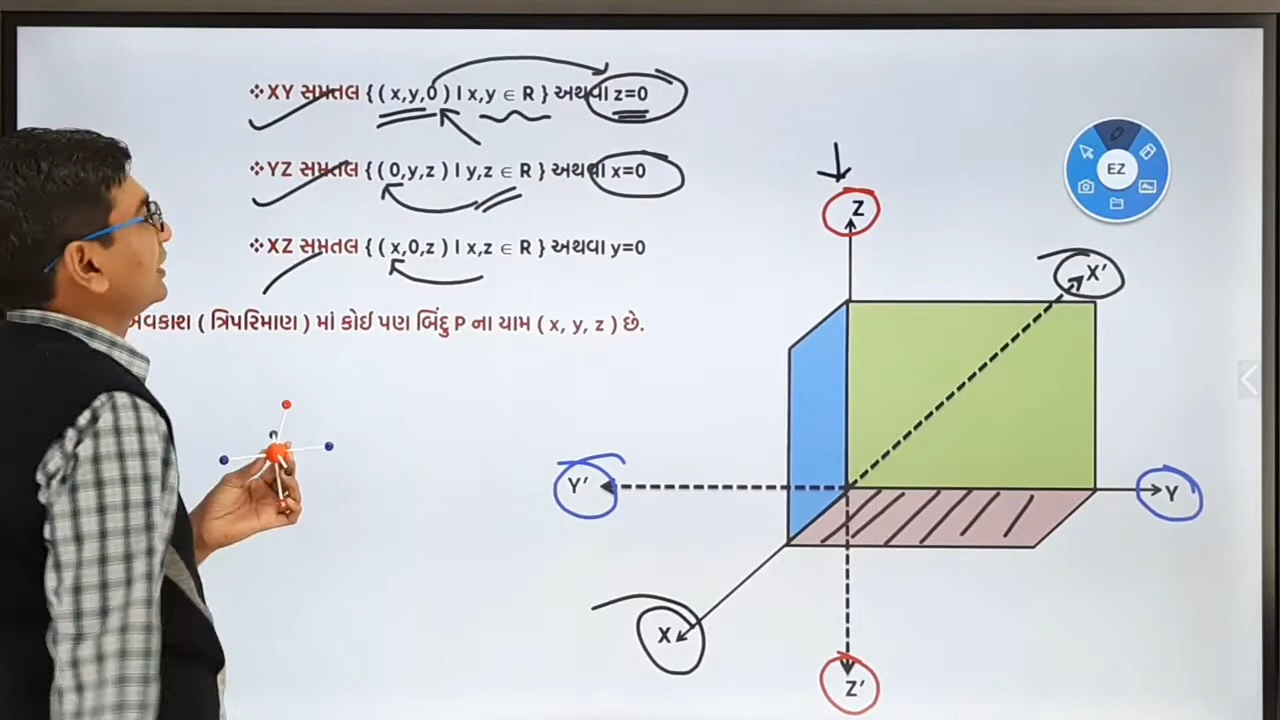 ❖XY સમતલ { ( x,y,0 ) | x,y ∈ R } અથવા z=0
❖YZ સમતલ { ( 0,y,z ) | y,z ∈ R } અથવા x=0
❖XZ સમતલ { ( x,0,z ) | x,z ∈ R } અથવા y=0
અવકાશ ( ત્રિપરિમાણ ) માં કોઈ પણ બિંદુ P ના યામ ( x, y, z ) છે.
EZ
Z
X′
Y′
Y
X
Z′